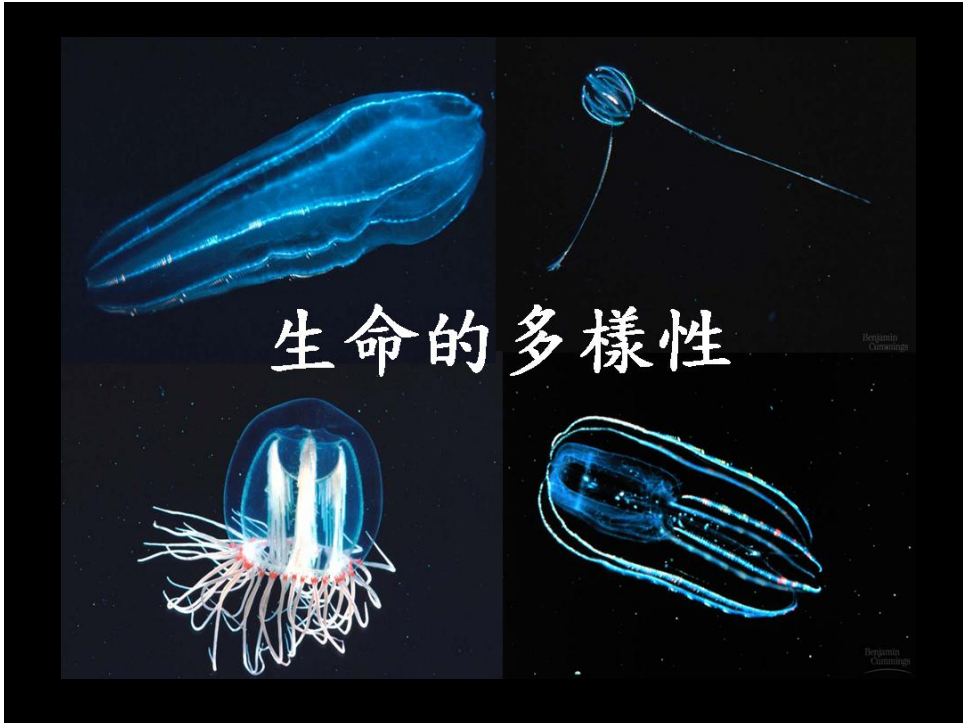 生命的多樣性
Benjamin
Cummings
Benjamin
Cummings